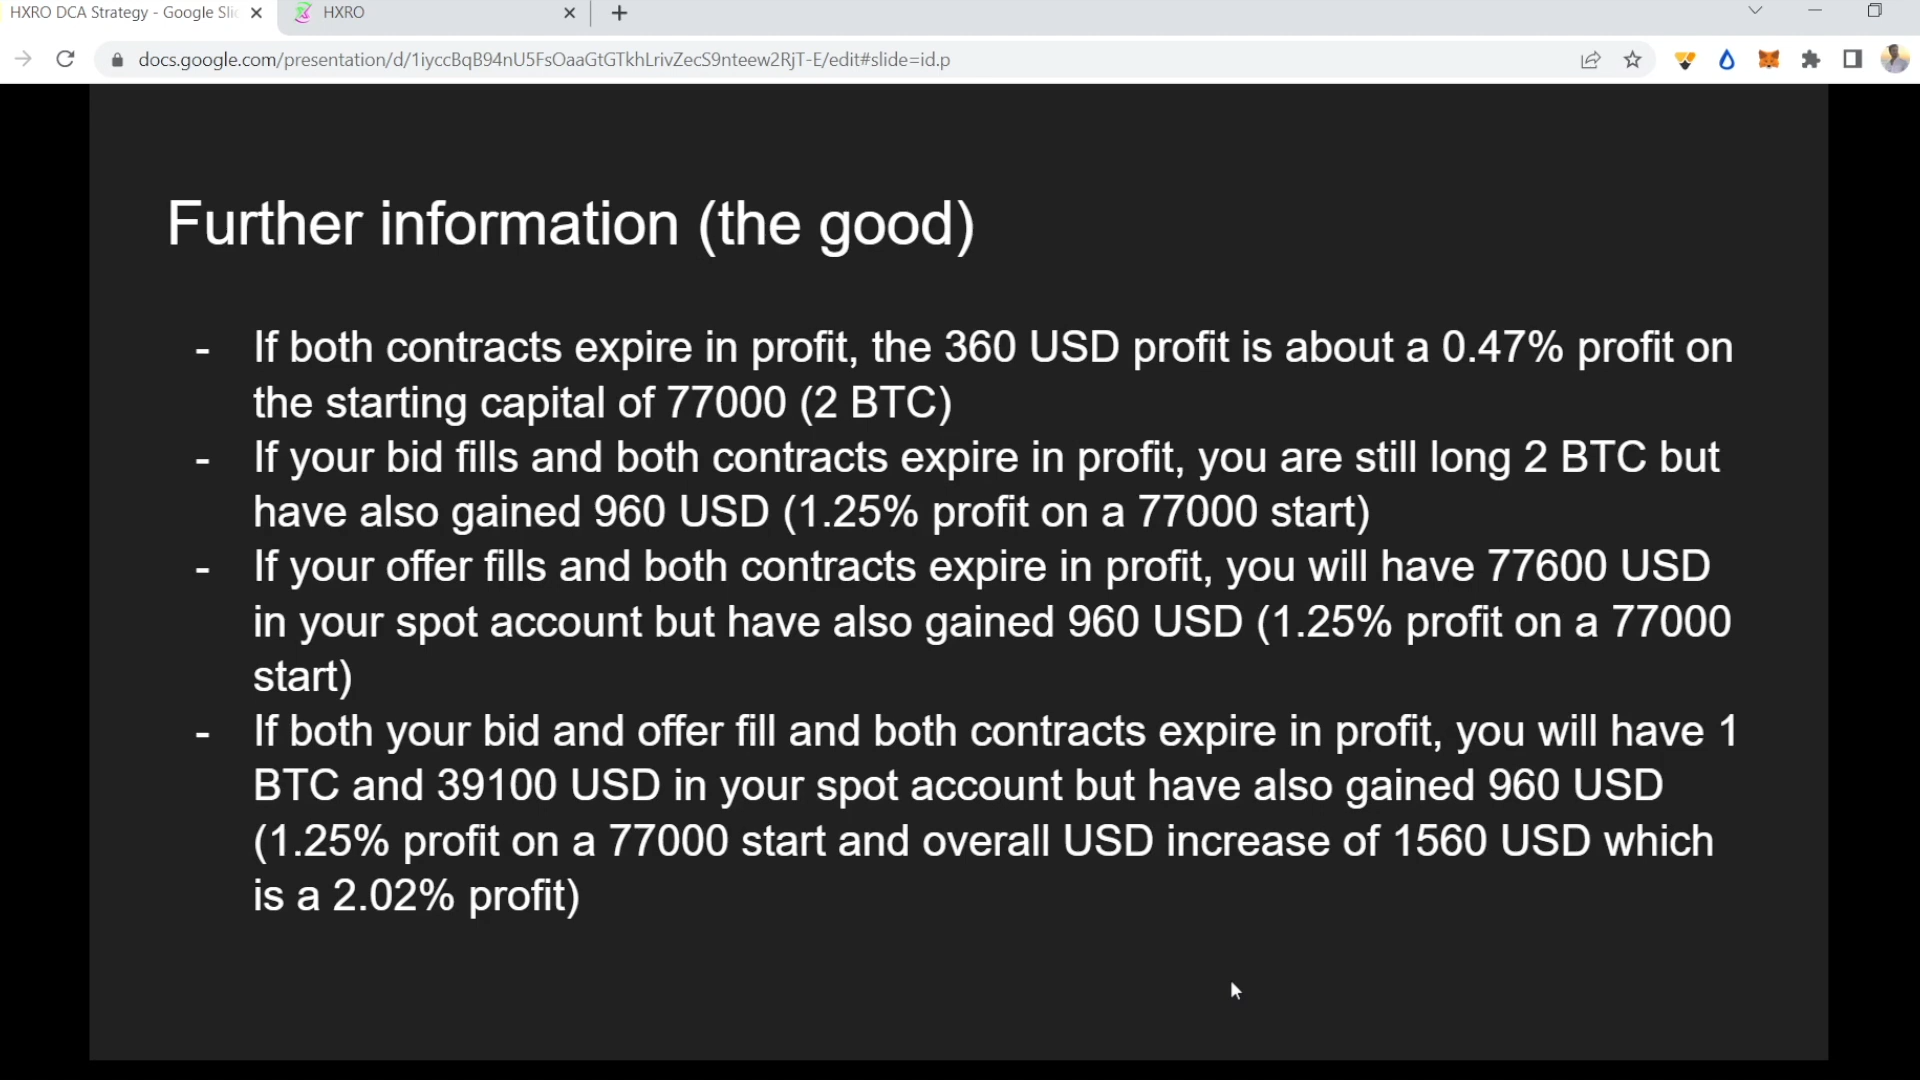 HXRO DCA Strategy - Google Slid
HXRO
docs.google.com/presentation/d/1iyccBqB94nU5FsOaaGtGTkhLrivZecS9nteew2RjT-E/edit#slide=id.p
Further information (the good)
- If both contracts expire in profit, the 360 USD profit is about a 0.47% profit on
the starting capital of 77000 (2 BTC)
- If your bid fills and both contracts expire in profit, you are still long 2 BTC but
have also gained 960 USD (1.25% profit on a 77000 start)
- If your offer fills and both contracts expire in profit, you will have 77600 USD
in your spot account but have also gained 960 USD (1.25% profit on a 77000
start)
- If both your bid and offer fill and both contracts expire in profit, you will have 1
BTC and 39100 USD in your spot account but have also gained 960 USD
(1.25% profit on a 77000 start and overall USD increase of 1560 USD which
is a 2.02% profit)